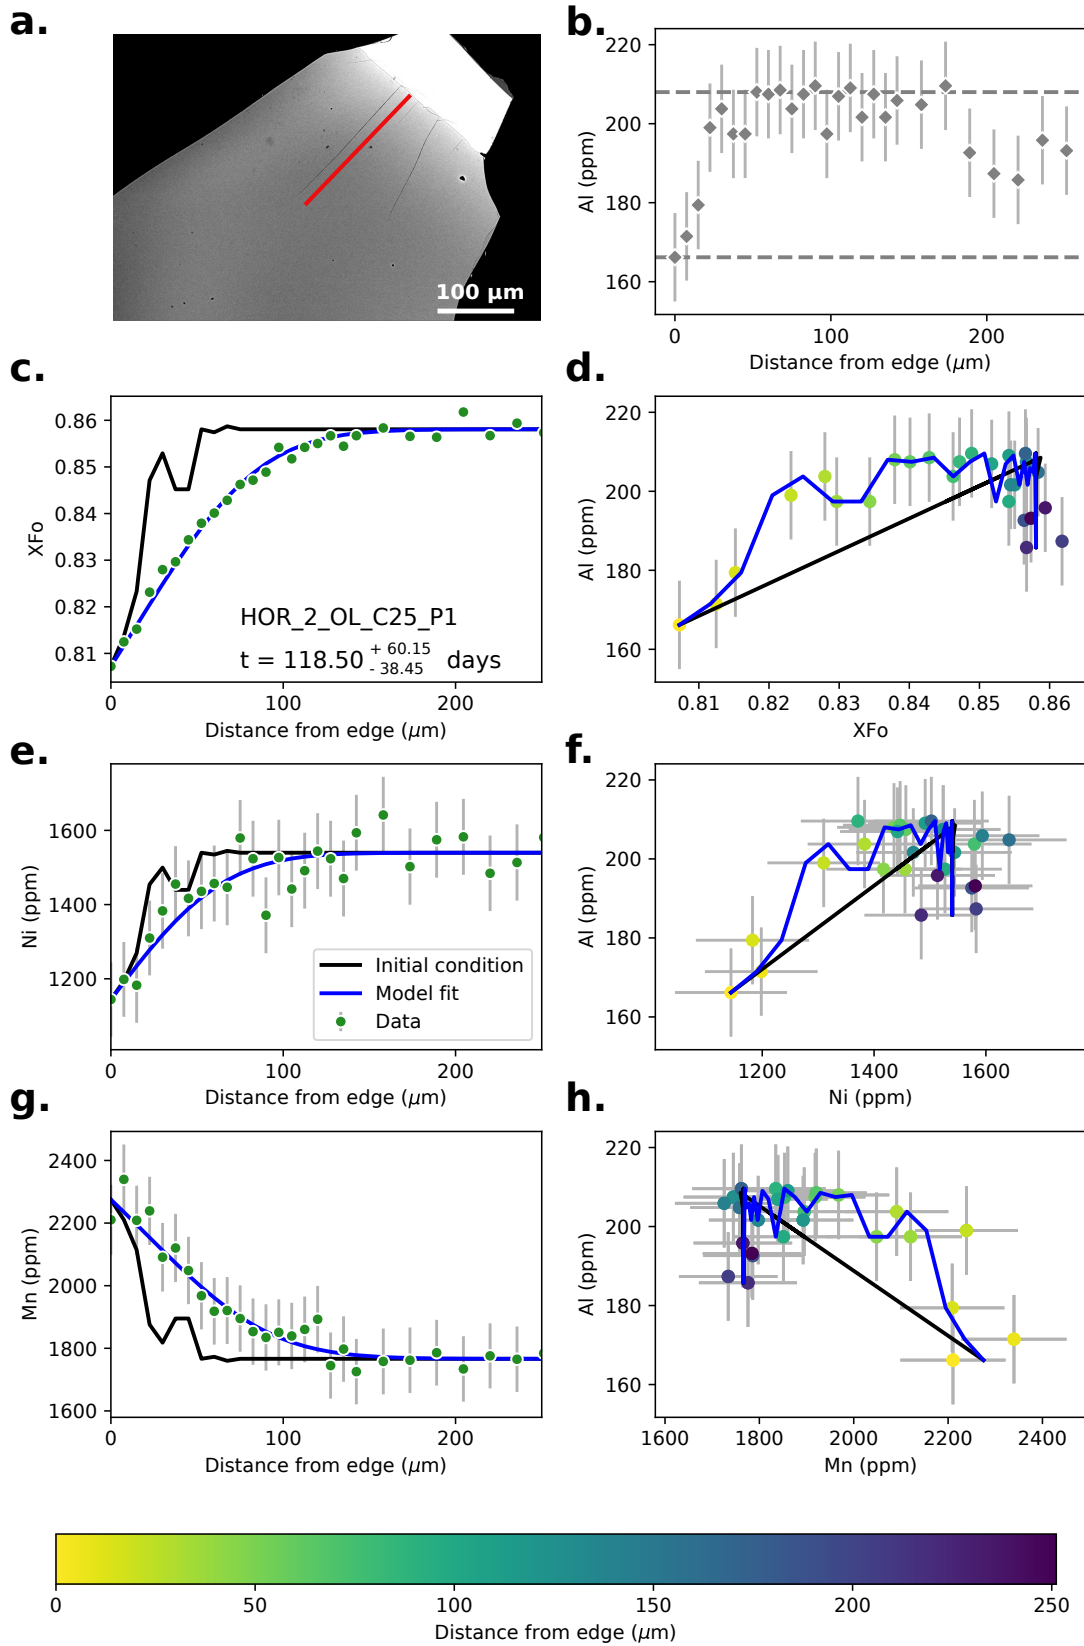 a.
100 μm
b.
Al (ppm)
220
200
180
160
0
100
200
Distance from edge (μm)
c.
XFo
0.86
0.85
0.84
0.83
0.82
0.81
HOR_2_OL_C25_P1
t = 118.50 + 60.15 - 38.45 days
0
100
200
Distance from edge (μm)
d.
Al (ppm)
220
200
180
160
0.81
0.82
0.83
0.84
0.85
0.86
XFo
e.
Ni (ppm)
1600
1400
1200
Initial condition
Model fit
Data
0
100
200
Distance from edge (μm)
f.
Al (ppm)
220
200
180
160
1200
1400
1600
Ni (ppm)
g.
Mn (ppm)
2400
2200
2000
1800
1600
0
100
200
Distance from edge (μm)
h.
Al (ppm)
220
200
180
160
1600
1800
2000
2200
2400
Mn (ppm)
0
50
100
150
200
250
Distance from edge (μm)